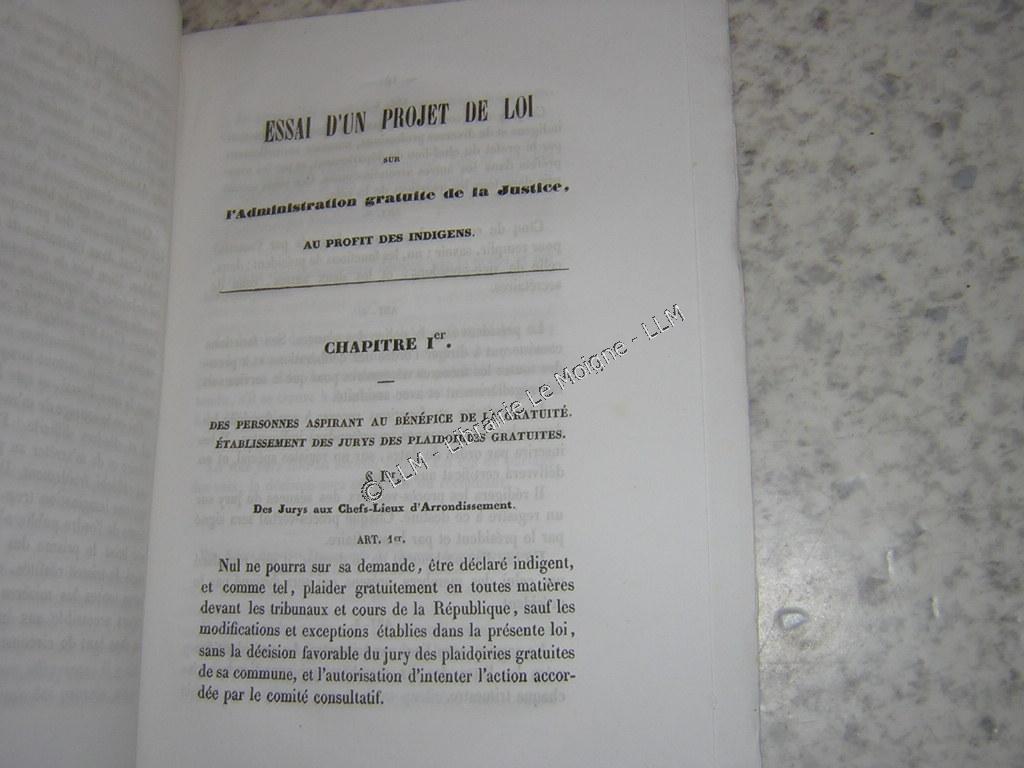 ESSAI D'UN PROJET DE LOI
SUR
l'Administration gratuite de la Justice,
AU PROFIT DES INDIGENS.
CHAPITRE Ier.
DES PERSONNES ASPIRANT AU BÉNÉFICE DE LA GRATUITÉ.
ÉTABLISSEMENT DES JURYS DES PLAIDOIRIES GRATUITES.
§ Ier
Des Jurys aux Chefs-Lieux d'Arrondissement.
ART. 1er.
Nul ne pourra sur sa demande, être déclaré indigent,
et comme tel, plaider gratuitement en toutes matières
devant les tribunaux et cours de la République, sauf les
modifications et exceptions établies dans la présente loi,
sans la décision favorable du jury des plaidoiries gratuites
de sa commune, et l'autorisation d'intenter l'action accor-
dée par le comité consultatif.
© LLM - Librairie Le Moigne - LLM